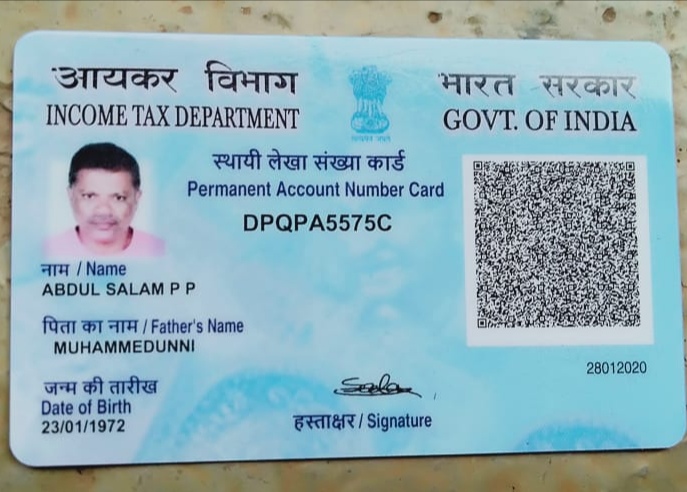 आयकर विभाग
INCOME TAX DEPARTMENT
भारत सरकार
GOVT. OF INDIA
स्थायी लेखा संख्या कार्ड
Permanent Account Number Card
DPQPA5575C
नाम / Name
ABDUL SALAM P P
पिता का नाम / Father's Name
MUHAMMEDUNNI
28012020
जन्म की तारीख
Date of Birth
23/01/1972
हस्ताक्षर / Signature